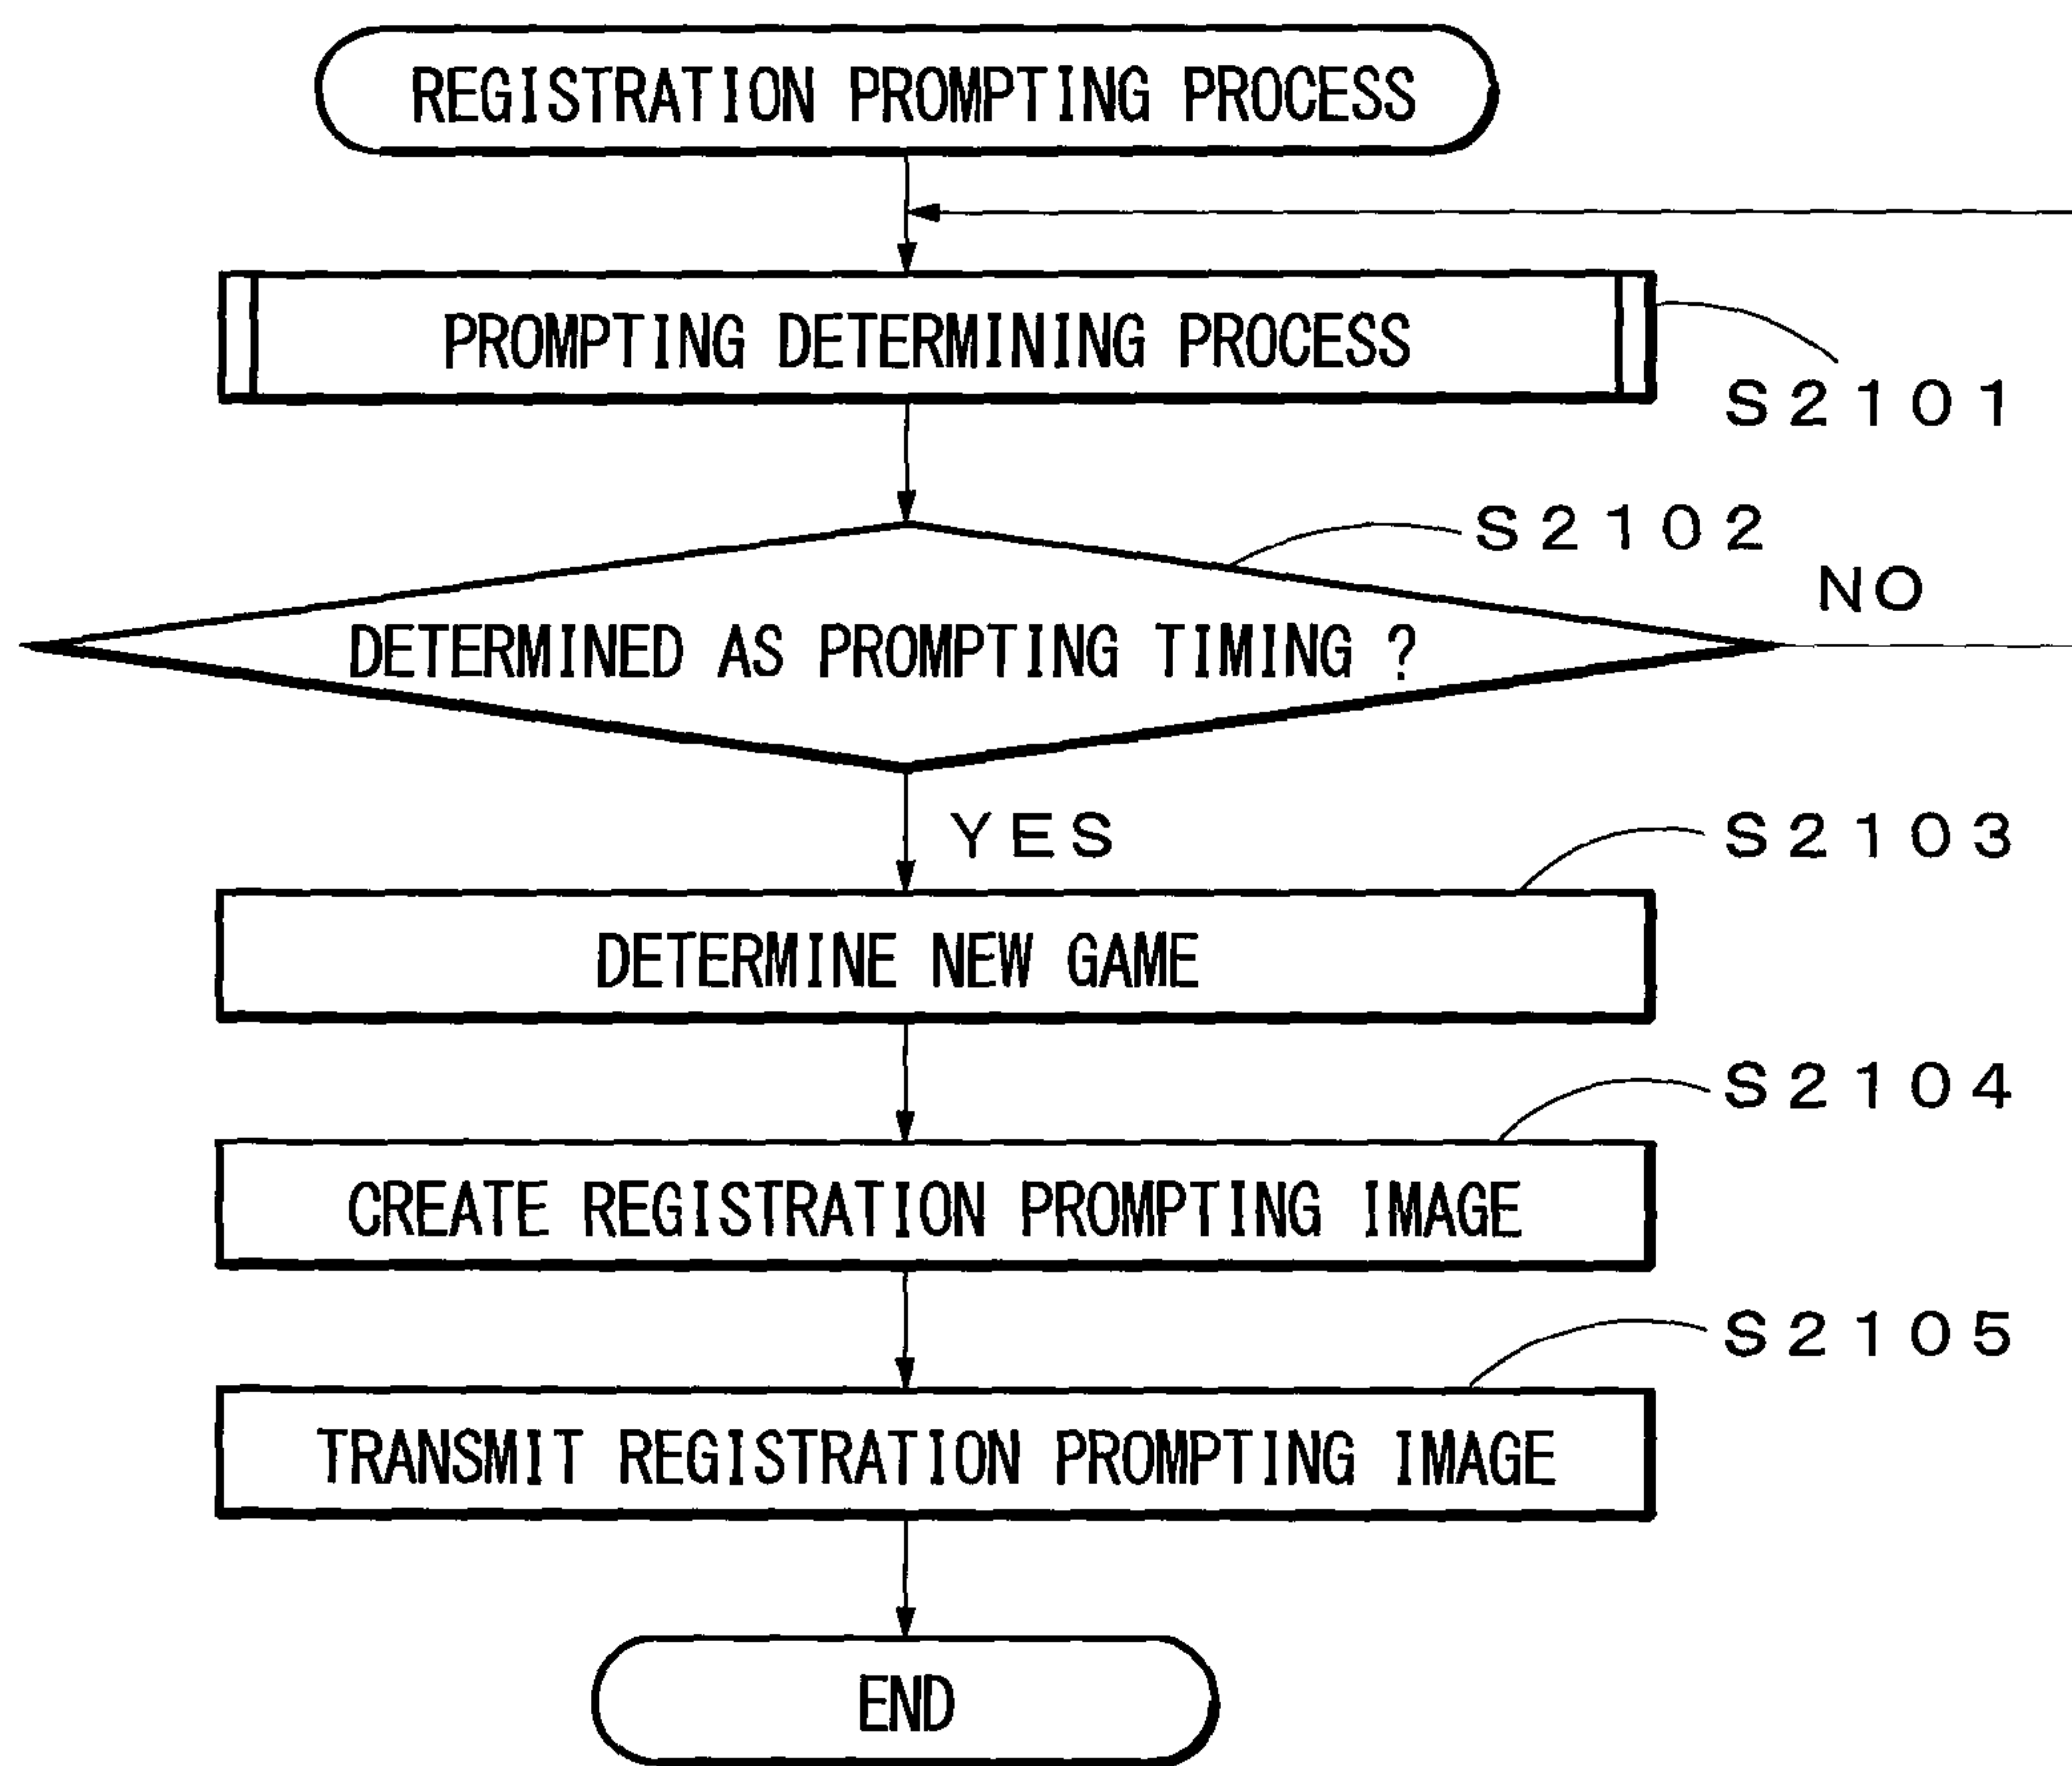 REGISTRATION PROMPTING PROCESS
PROMPTING DETERMINING PROCESS
S2101
S2102
NO
DETERMINED AS PROMPTING TIMING ?
YES
S2103
DETERMINE NEW GAME
S2104
CREATE REGISTRATION PROMPTING IMAGE
S2105
TRANSMIT REGISTRATION PROMPTING IMAGE
END